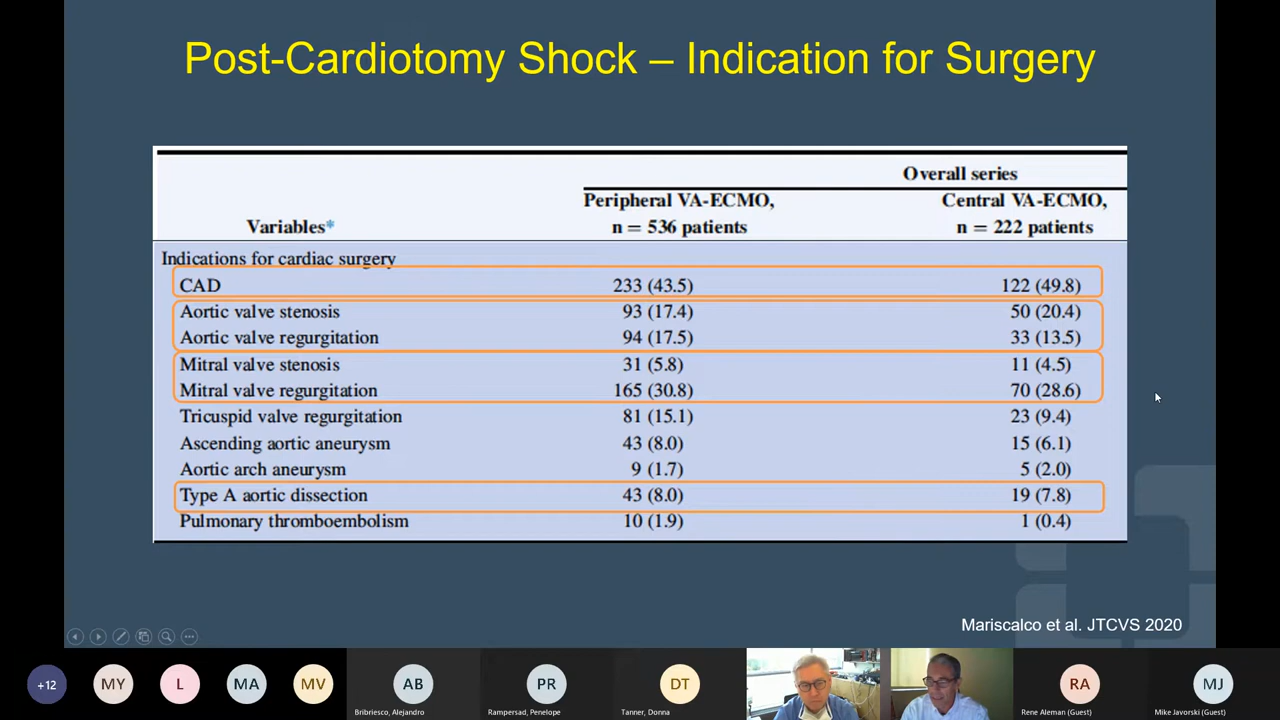 Post-Cardiotomy Shock – Indication for Surgery
Overall series
Peripheral VA-ECMO, Central VA-ECMO,
Variables* n = 536 patients n = 222 patients
Indications for cardiac surgery
CAD 233 (43.5) 122 (49.8)
Aortic valve stenosis 93 (17.4) 50 (20.4)
Aortic valve regurgitation 94 (17.5) 33 (13.5)
Mitral valve stenosis 31 (5.8) 11 (4.5)
Mitral valve regurgitation 165 (30.8) 70 (28.6)
Tricuspid valve regurgitation 81 (15.1) 23 (9.4)
Ascending aortic aneurysm 43 (8.0) 15 (6.1)
Aortic arch aneurysm 9 (1.7) 5 (2.0)
Type A aortic dissection 43 (8.0) 19 (7.8)
Pulmonary thromboembolism 10 (1.9) 1 (0.4)
Mariscalco et al. JTCVS 2020
+12 MY L MA MV AB PR DT RA MJ
Bribriesco, Alejandro Rampersad, Penelope Tanner, Donna Rene Aleman (Guest) Mike Javorski (Guest)